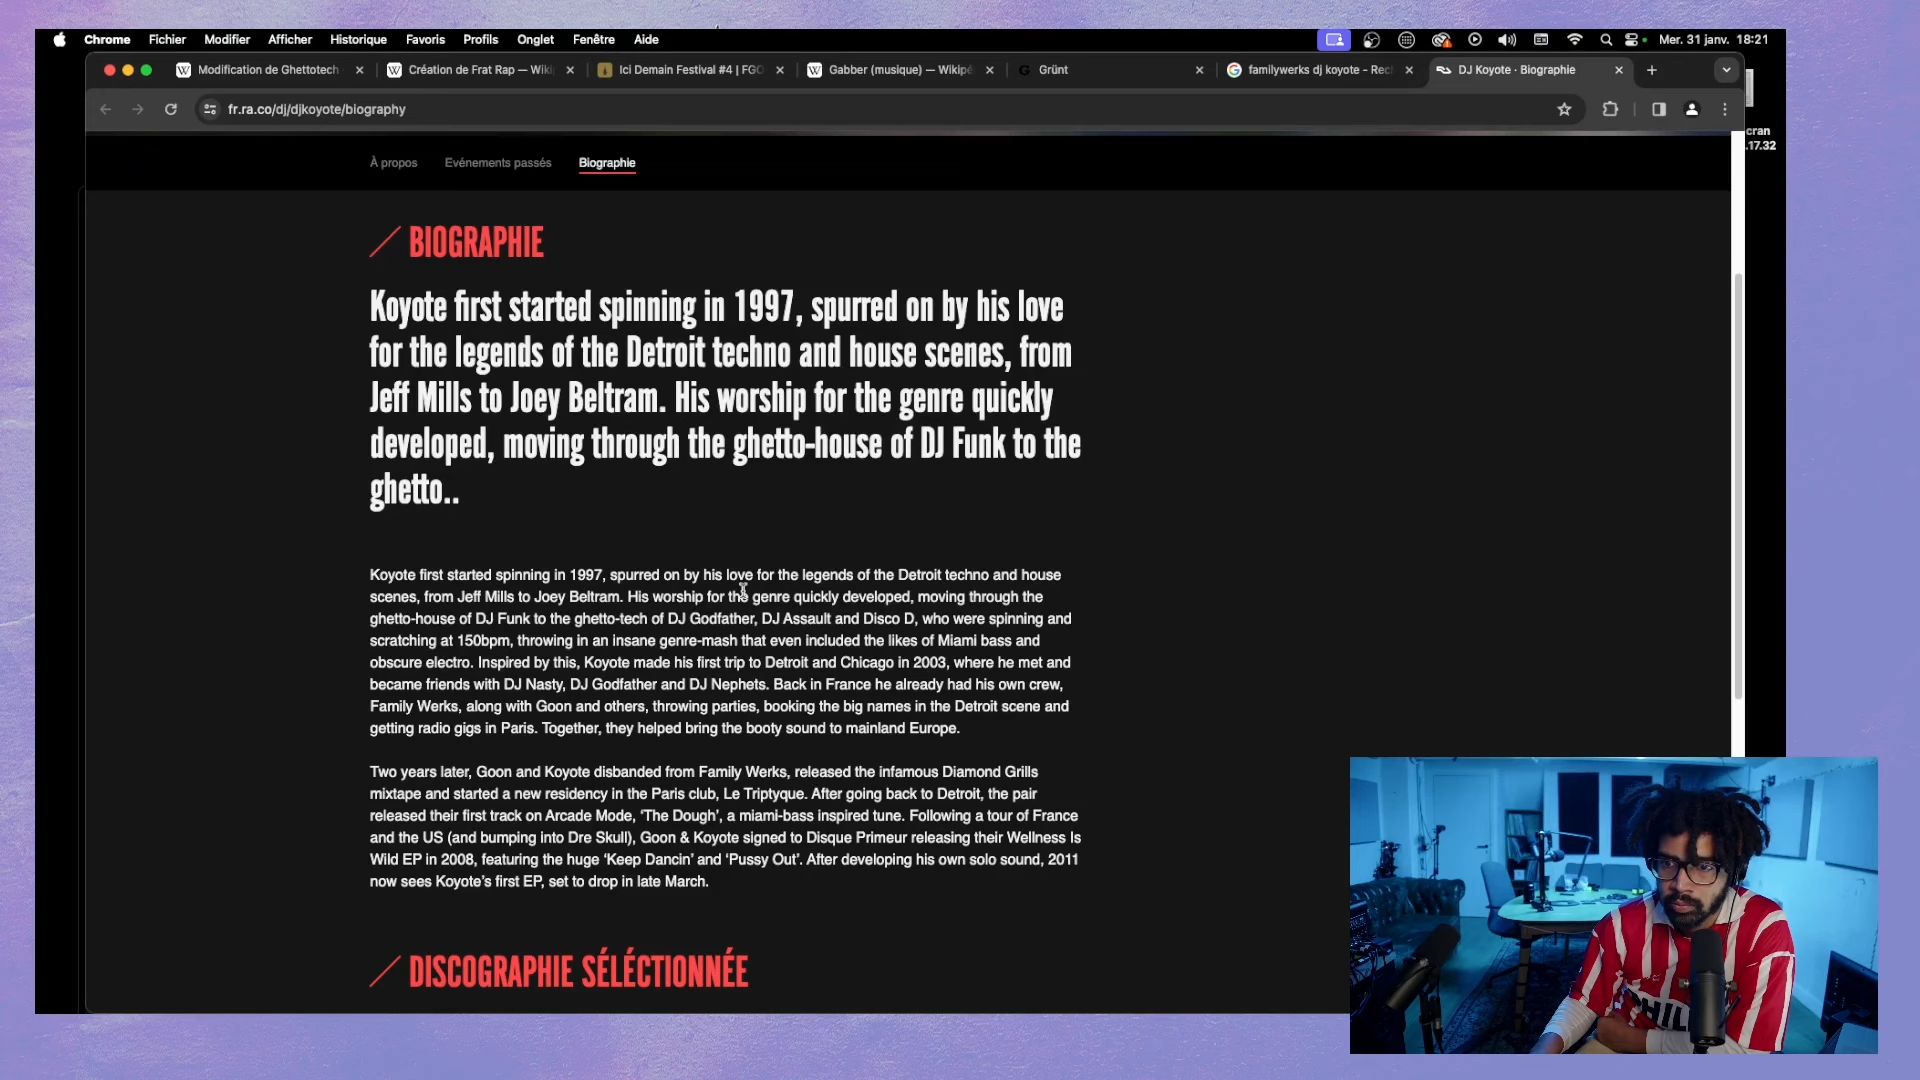 Chrome Fichier Modifier Afficher Historique Favoris Profils Onglet Fenêtre Aide Mer. 31 janv. 18:21
Modification de Ghettotech Création de Frat Rap — Wiki Ici Demain Festival #4 | FGO Gabber (musique) — Wikipé Grünt familywerks dj koyote - Rec DJ Koyote · Biographie
fr.ra.co/dj/djkoyote/biography
cran
.17.32
À propos Evénements passés Biographie
BIOGRAPHIE
Koyote first started spinning in 1997, spurred on by his love
for the legends of the Detroit techno and house scenes, from
Jeff Mills to Joey Beltram. His worship for the genre quickly
developed, moving through the ghetto-house of DJ Funk to the
ghetto..
Koyote first started spinning in 1997, spurred on by his love for the legends of the Detroit techno and house
scenes, from Jeff Mills to Joey Beltram. His worship for the genre quickly developed, moving through the
ghetto-house of DJ Funk to the ghetto-tech of DJ Godfather, DJ Assault and Disco D, who were spinning and
scratching at 150bpm, throwing in an insane genre-mash that even included the likes of Miami bass and
obscure electro. Inspired by this, Koyote made his first trip to Detroit and Chicago in 2003, where he met and
became friends with DJ Nasty, DJ Godfather and DJ Nephets. Back in France he already had his own crew,
Family Werks, along with Goon and others, throwing parties, booking the big names in the Detroit scene and
getting radio gigs in Paris. Together, they helped bring the booty sound to mainland Europe.
Two years later, Goon and Koyote disbanded from Family Werks, released the infamous Diamond Grills
mixtape and started a new residency in the Paris club, Le Triptyque. After going back to Detroit, the pair
released their first track on Arcade Mode, ‘The Dough’, a miami-bass inspired tune. Following a tour of France
and the US (and bumping into Dre Skull), Goon & Koyote signed to Disque Primeur releasing their Wellness Is
Wild EP in 2008, featuring the huge ‘Keep Dancin’ and ‘Pussy Out’. After developing his own solo sound, 2011
now sees Koyote’s first EP, set to drop in late March.
DISCOGRAPHIE SÉLÉCTIONNÉE